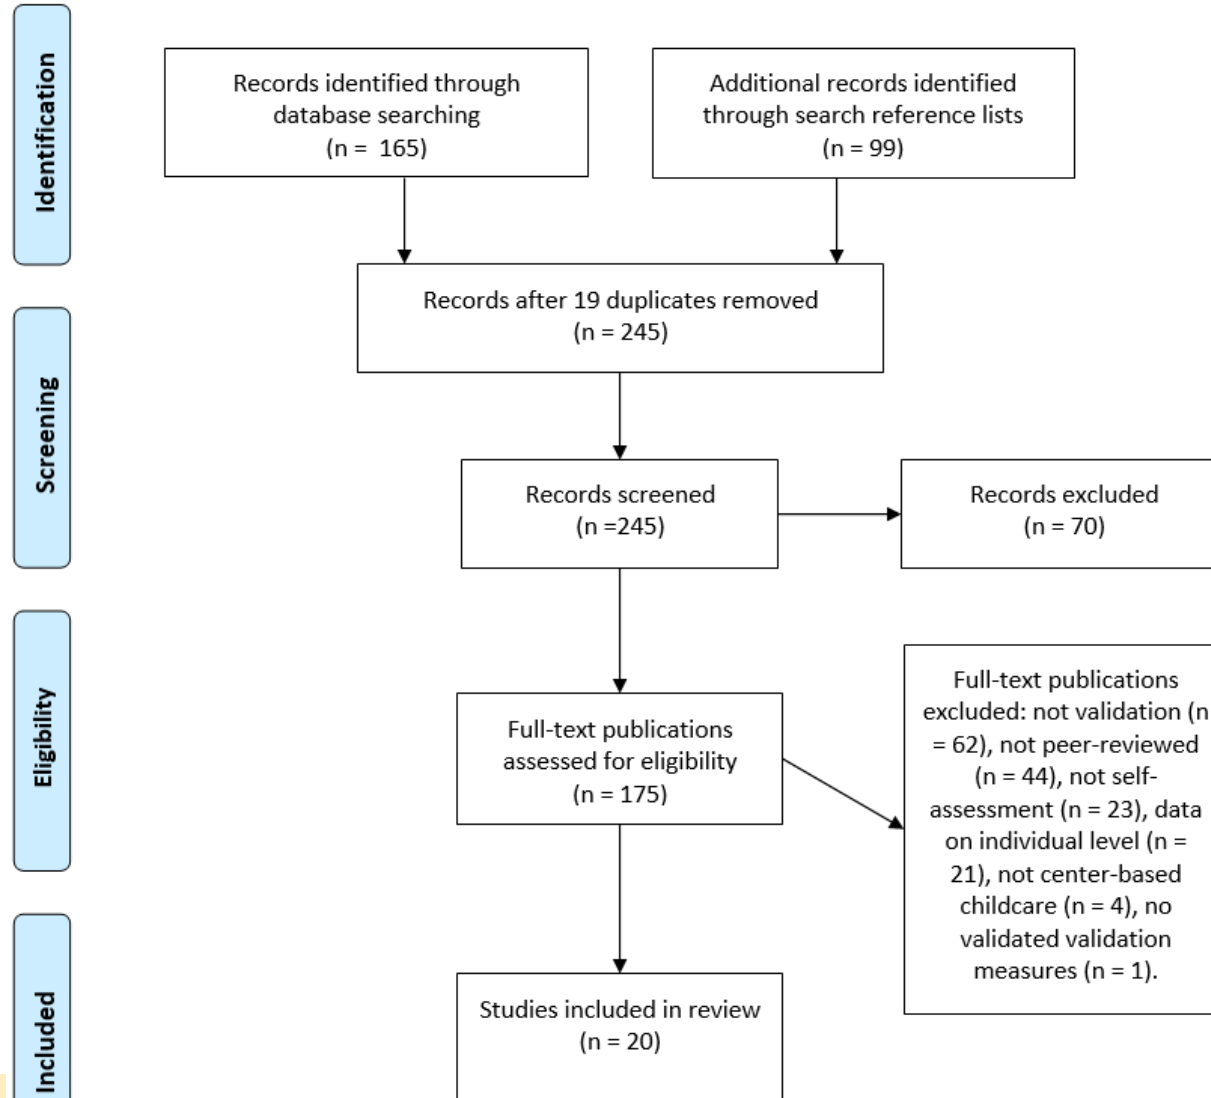 Identification
Records identified through
database searching
(n =  165)
Additional records identified
through search reference lists
(n = 99)
Records after 19 duplicates removed
(n = 245)
Screening
Records screened
(n =245)
Records excluded
(n = 70)
Eligibility
Full-text publications
assessed for eligibility
(n = 175)
Full-text publications
excluded: not validation (n
= 62), not peer-reviewed
(n = 44), not self-
assessment (n = 23), data
on individual level (n =
21), not center-based
childcare (n = 4), no
validated validation
measures (n = 1).
Included
Studies included in review
(n = 20)